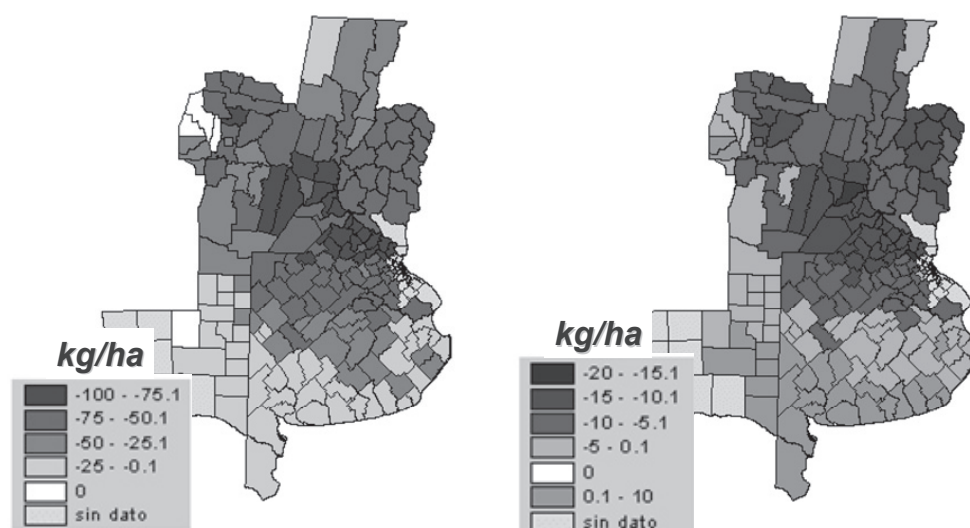 kg/ha
-100 - -75.1
-75 - -50.1
-50 - -25.1
-25 - -0.1
0
sin dato
kg/ha
-20 - -15.1
-15 - -10.1
-10 - -5.1
-5 - 0.1
0
0.1 - 10
sin dato